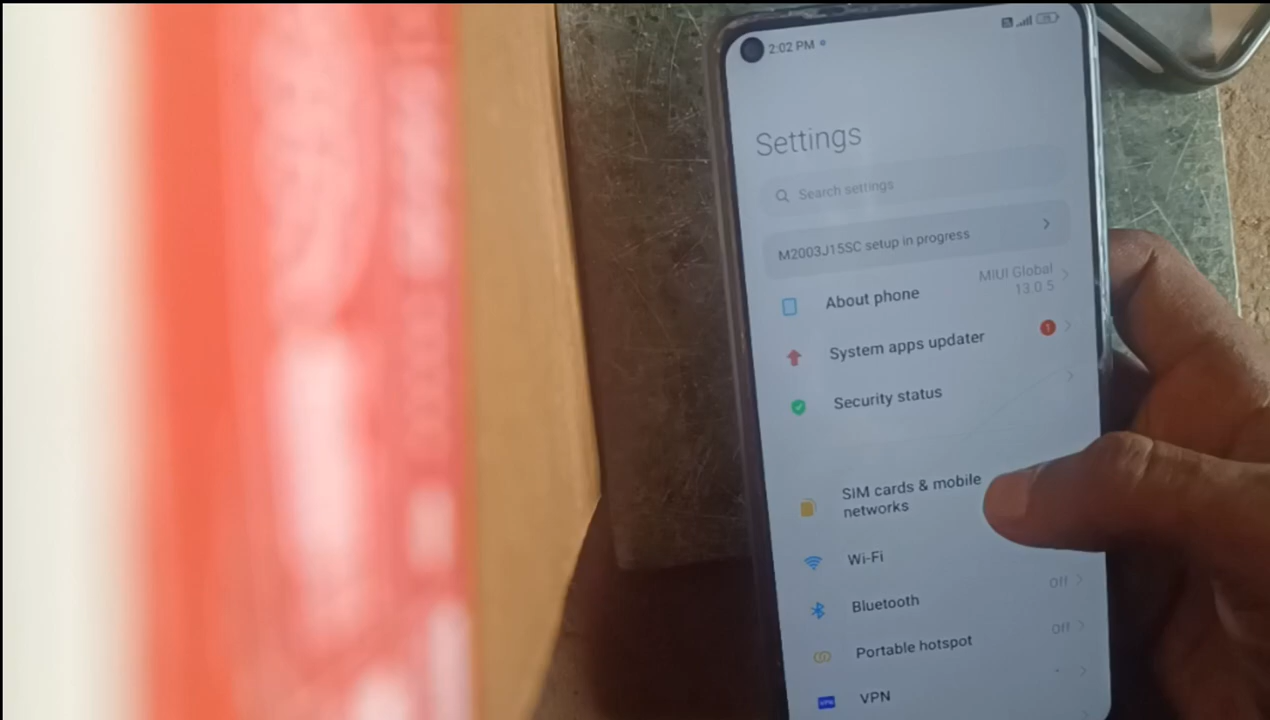 2:02 PM
Settings
Search settings
M2003J15SC setup in progress
About phone
MIUI Global
13.0.5
System apps updater
1
Security status
SIM cards & mobile
networks
Wi-Fi
Bluetooth
Off
Portable hotspot
Off
VPN